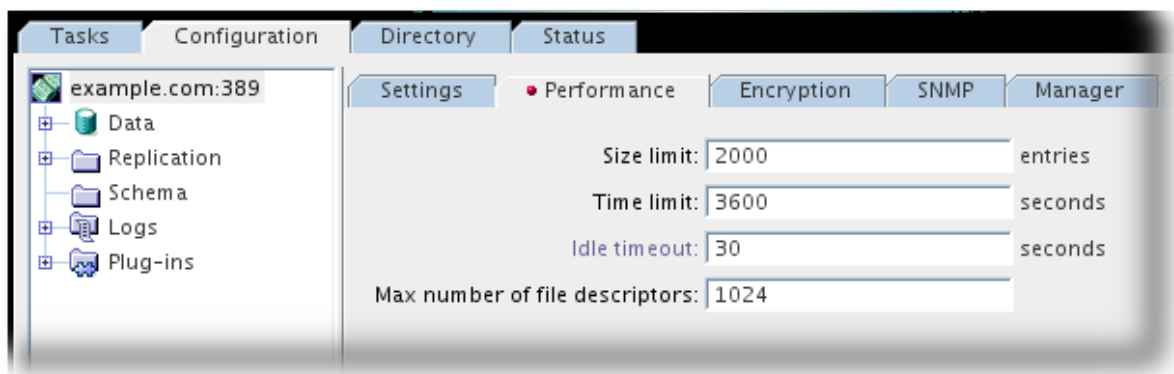 Tasks Configuration Directory Status
example.com:389
Data
Replication
Schema
Logs
Plug-ins
Settings Performance Encryption SNMP Manager
Size limit: 2000 entries
Time limit: 3600 seconds
Idle timeout: 30 seconds
Max number of file descriptors: 1024